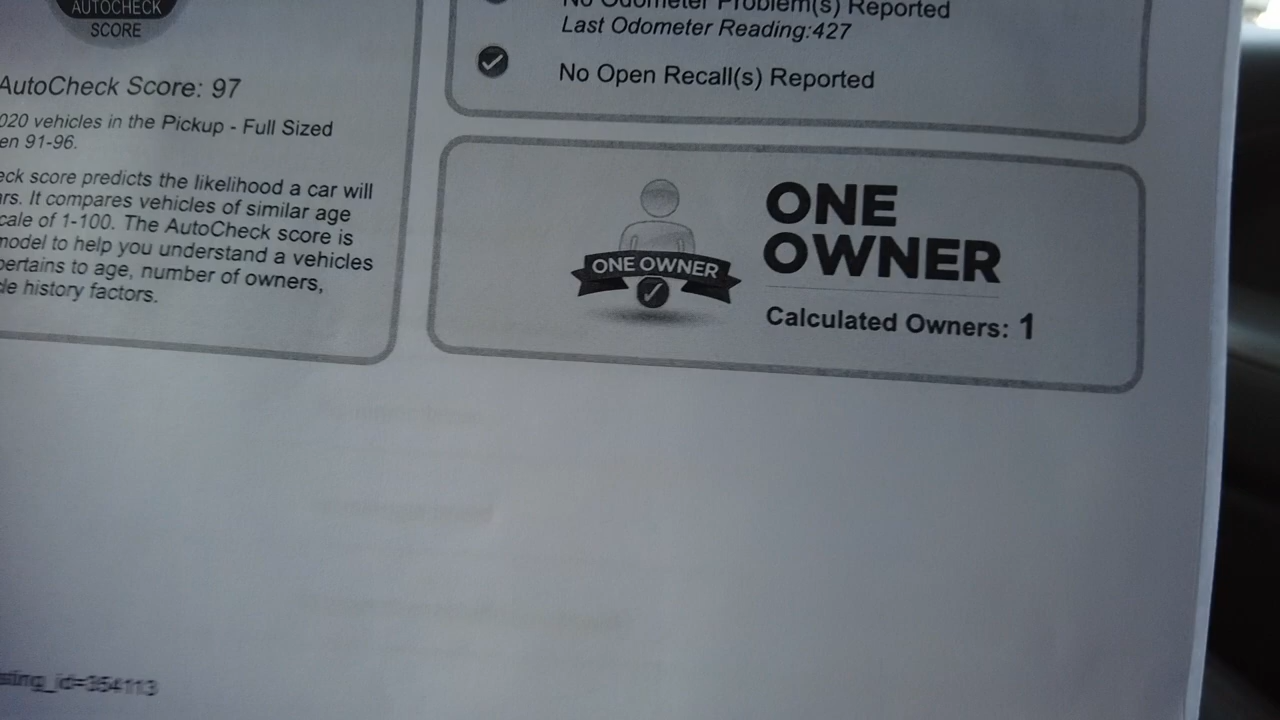 AUTOCHECK
SCORE
AutoCheck Score: 97
020 vehicles in the Pickup - Full Sized
en 91-96.
eck score predicts the likelihood a car will
rs. It compares vehicles of similar age
cale of 1-100. The AutoCheck score is
model to help you understand a vehicles
pertains to age, number of owners,
le history factors.
No Odometer Problem(s) Reported
Last Odometer Reading:427
No Open Recall(s) Reported
ONE OWNER
ONE
OWNER
Calculated Owners: 1
sting_id=354113